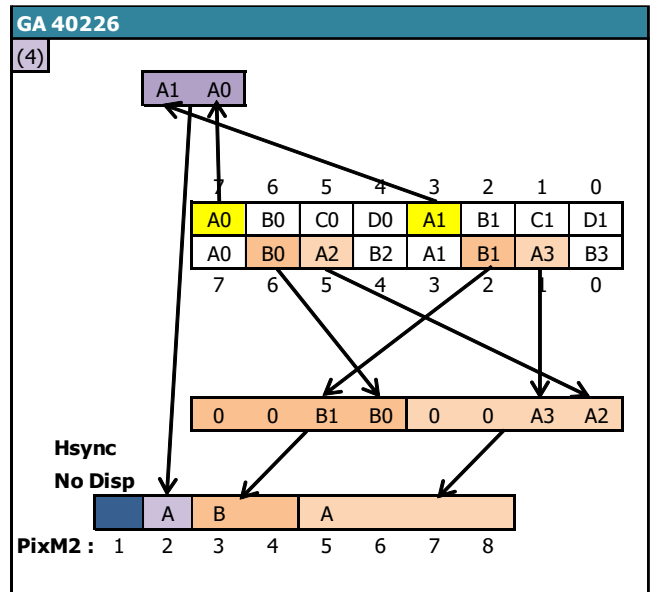 GA 40226
(4)
A1 A0
7 6 5 4 3 2 1 0
A0 B0 C0 D0 A1 B1 C1 D1
A0 B0 A2 B2 A1 B1 A3 B3
7 6 5 4 3 2 1 0
0 0 B1 B0 0 0 A3 A2
Hsync
No Disp
A B A
PixM2 : 1 2 3 4 5 6 7 8